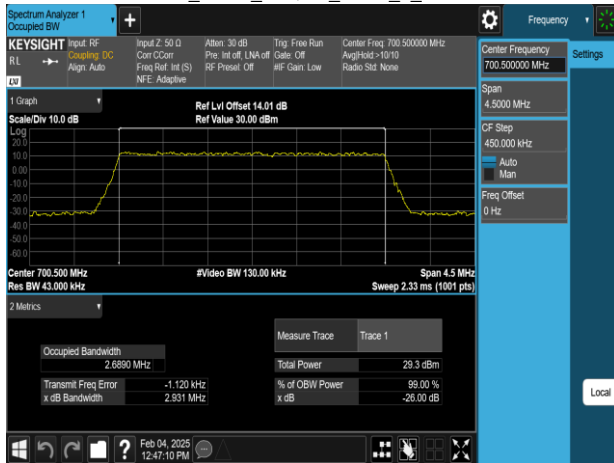 Spectrum Analyzer 1
Occupied BW
Frequency
KEYSIGHT
RL
LXI
Input: RF
Coupling: DC
Align: Auto
Input Z: 50 Ω
Corr CCorr
Freq Ref: Int (S)
NFE: Adaptive
Atten: 30 dB
Pre: Int off, LNA off
RF Preset: Off
Trig: Free Run
Gate: Off
#IF Gain: Low
Center Freq: 700.500000 MHz
Avg|Hold:>10/10
Radio Std: None
Center Frequency
700.500000 MHz
Settings
Span
4.5000 MHz
CF Step
450.000 kHz
Auto
Man
Freq Offset
0 Hz
Local
1 Graph
Scale/Div 10.0 dB
Ref Lvl Offset 14.01 dB
Ref Value 30.00 dBm
Log
20.0
10.0
0.00
-10.0
-20.0
-30.0
-40.0
-50.0
-60.0
Center 700.500 MHz
Res BW 43.000 kHz
#Video BW 130.00 kHz
Span 4.5 MHz
Sweep 2.33 ms (1001 pts)
2 Metrics
Measure Trace Trace 1
Occupied Bandwidth
2.6890 MHz
Total Power 29.3 dBm
Transmit Freq Error -1.120 kHz
% of OBW Power 99.00 %
x dB Bandwidth 2.931 MHz
x dB -26.00 dB
?
Feb 04, 2025
12:47:10 PM